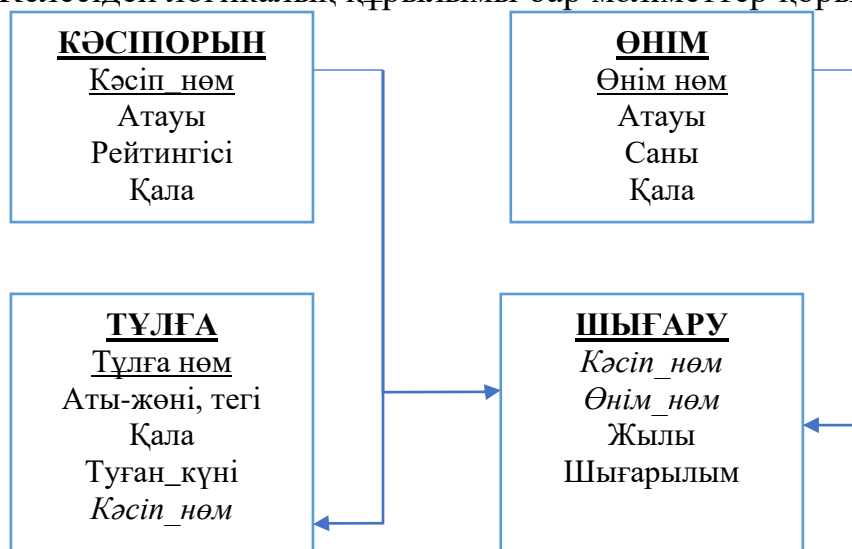 КӘСІПОРЫН
Кәсіп_нөм
Атауы
Рейтингісі
Қала
ӨНІМ
Өнім нөм
Атауы
Саны
Қала
ТҰЛҒА
Тұлға нөм
Аты-жөні, тегі
Қала
Туған_күні
Кәсіп_нөм
ШЫҒАРУ
Кәсіп_нөм
Өнім_нөм
Жылы
Шығарылым